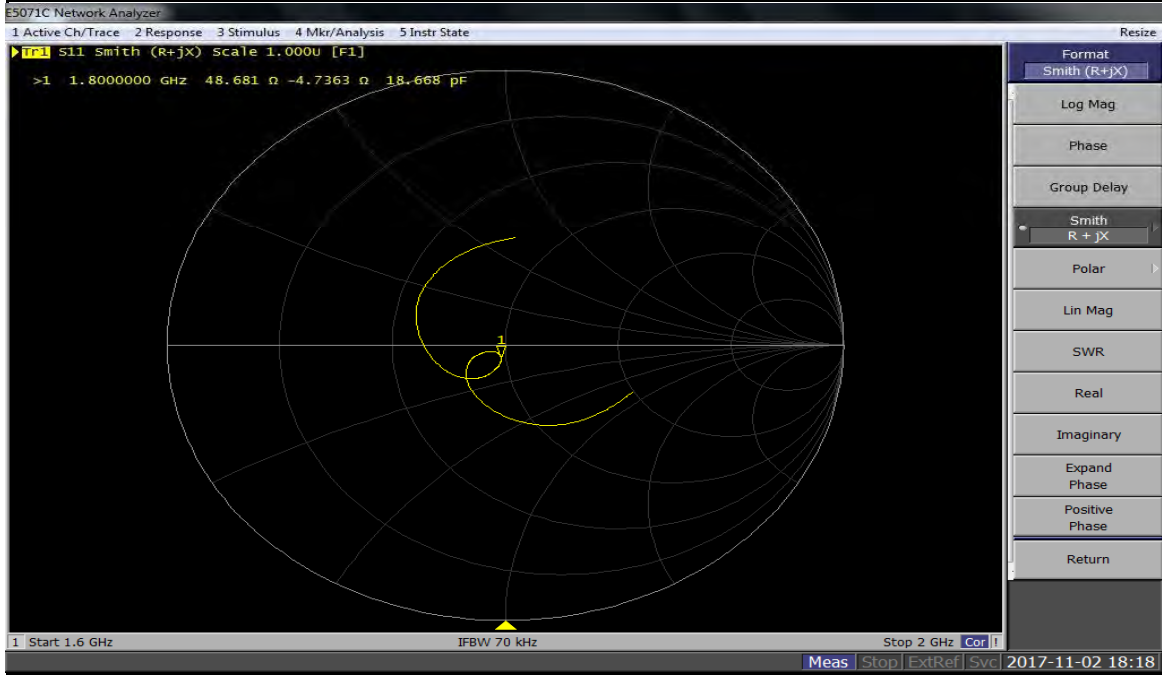 E5071C Network Analyzer
1 Active Ch/Trace 2 Response 3 Stimulus 4 Mkr/Analysis 5 Instr State Resize
Tr1 S11 Smith (R+jX) Scale 1.000U [F1]
>1 1.8000000 GHz 48.681 Ω -4.7363 Ω 18.668 pF
1
Format
Smith (R+jX)
Log Mag
Phase
Group Delay
Smith
R + jX
Polar
Lin Mag
SWR
Real
Imaginary
Expand
Phase
Positive
Phase
Return
1 Start 1.6 GHz IFBW 70 kHz Stop 2 GHz Cor !
Meas Stop ExtRef Svc 2017-11-02 18:18